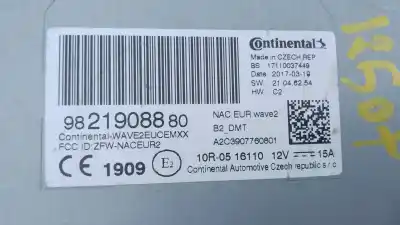 Continental
Made in CZECH.REP
BS 17110037449
Date 2017-03-19
SW 21.04.62.54
HW C2
98 219088 80
NAC EUR wave2
Continental-WAVE2EUCEMXX
B2_DMT
FCC ID:ZFW-NACEUR2
A2C3907760801
CE 1909 E2
10R-05 16110 12V 15A
Continental Automotive Czech republic s.r.o